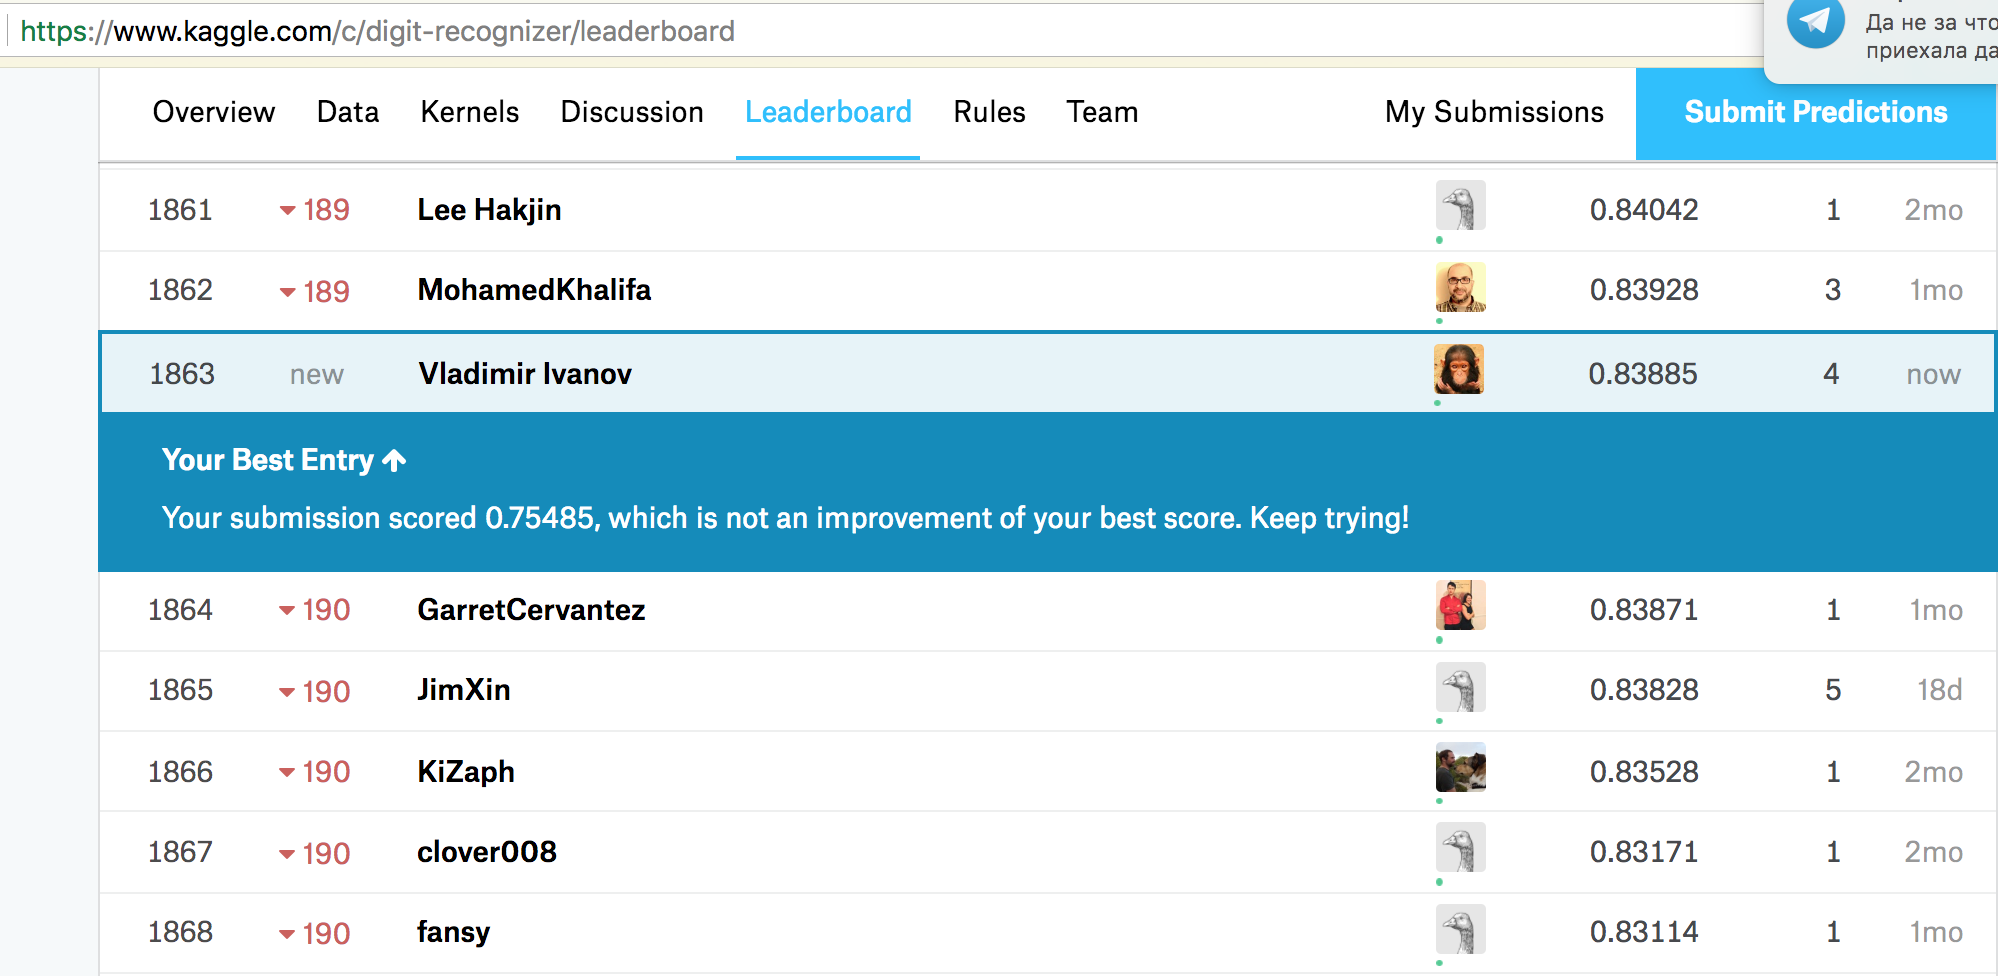 https://www.kaggle.com/c/digit-recognizer/leaderboard
Да не за что
приехала
Overview Data Kernels Discussion Leaderboard Rules Team My Submissions Submit Predictions
1861 189 Lee Hakjin 0.84042 1 2mo
1862 189 MohamedKhalifa 0.83928 3 1mo
1863 new Vladimir Ivanov 0.83885 4 now
Your Best Entry
Your submission scored 0.75485, which is not an improvement of your best score. Keep trying!
1864 190 GarretCervantez 0.83871 1 1mo
1865 190 JimXin 0.83828 5 18d
1866 190 KiZaph 0.83528 1 2mo
1867 190 clover008 0.83171 1 2mo
1868 190 fansy 0.83114 1 1mo